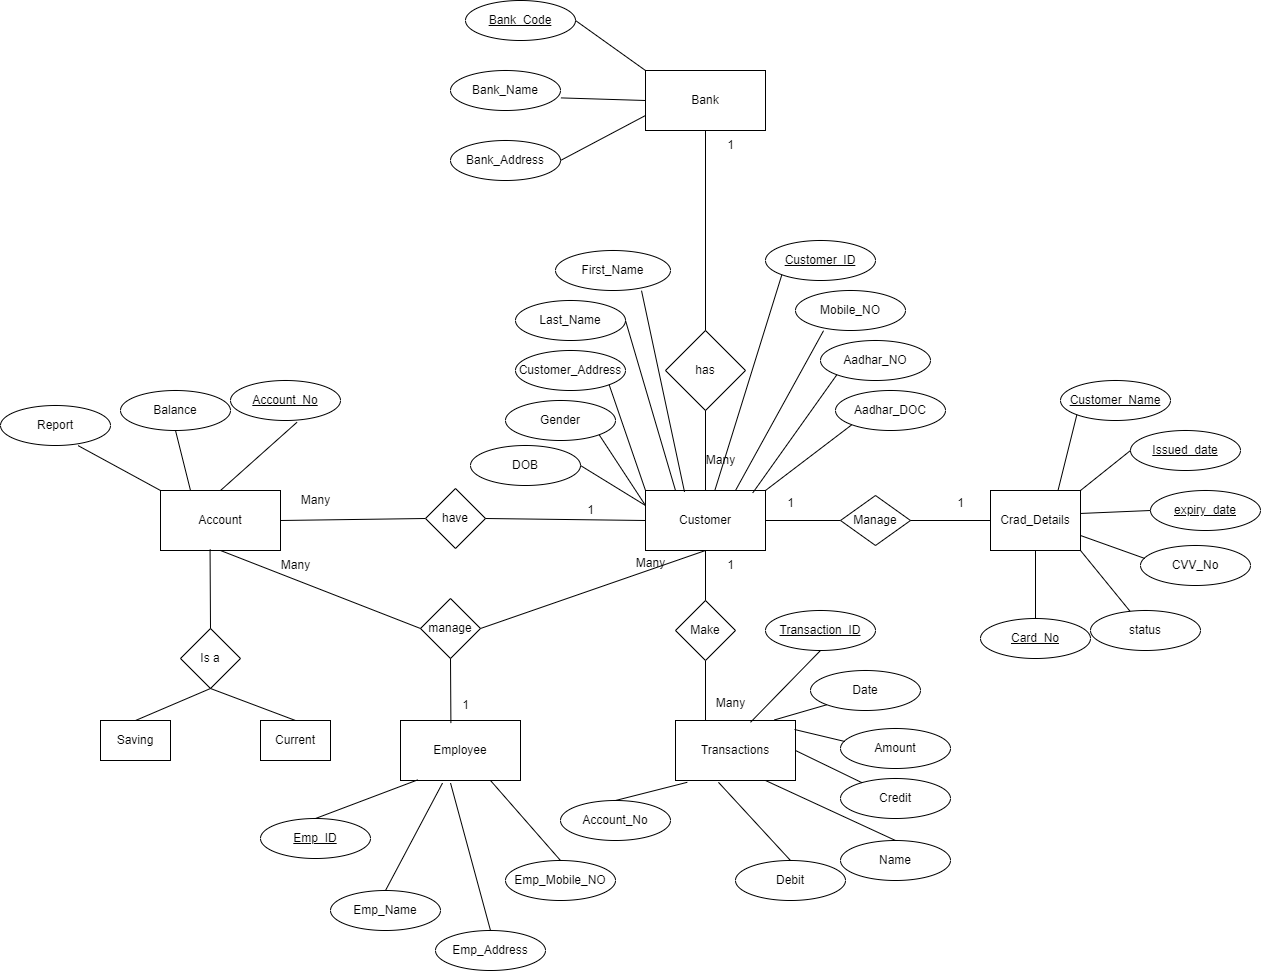 Bank_Code
Bank_Name
Bank
1
Bank_Address
Customer_ID
First_Name
Mobile_NO
Last_Name
Aadhar_NO
Customer_Address
has
Customer_Name
Account_No
Balance
Aadhar_DOC
Gender
Report
Issued_date
Many
DOB
Many
1
1
1
expiry_date
Account
have
Customer
Manage
Crad_Details
Many
Many
1
CVV_No
manage
Make
Transaction_ID
Card_No
status
Is a
Date
1
Many
Saving
Current
Employee
Transactions
Amount
Credit
Account_No
Emp_ID
Name
Emp_Mobile_NO
Debit
Emp_Name
Emp_Address